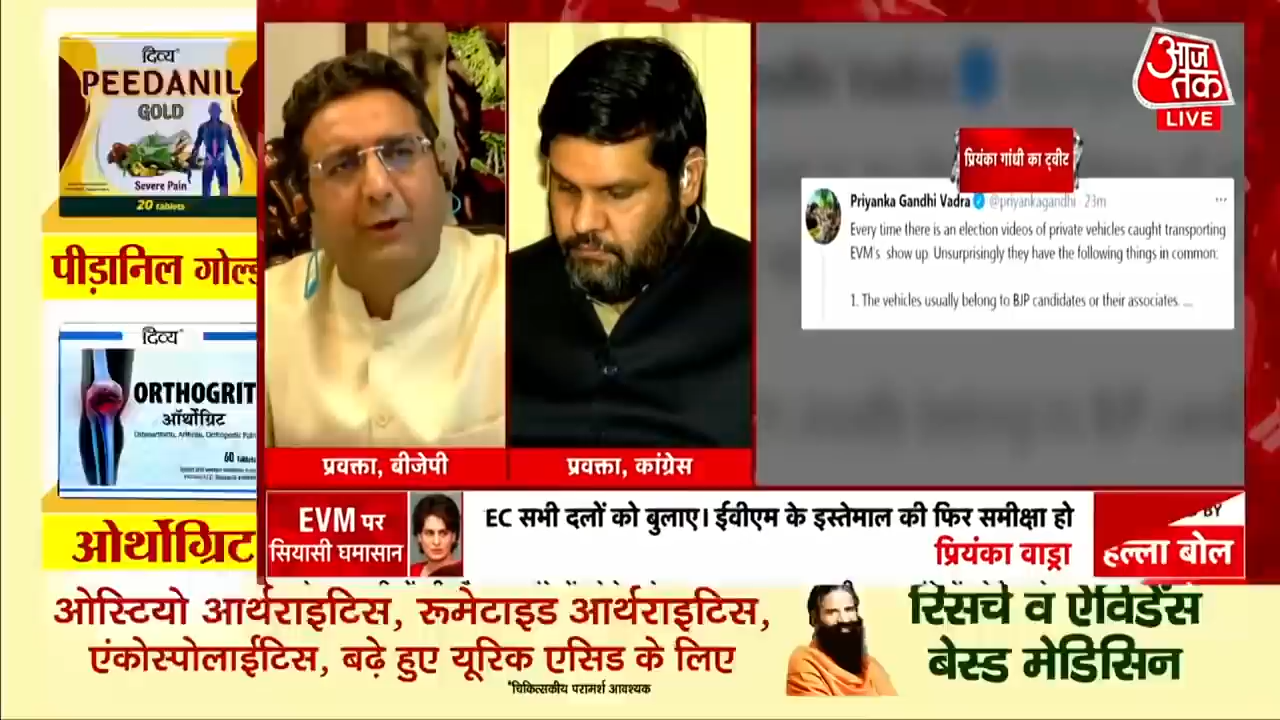 दिव्य
PEEDANIL
GOLD
Severe Pain
20 tablets
पीड़ानिल गोल्ड
दिव्य
ORTHOGRIT
ऑर्थोग्रिट
60
ओर्थोग्रिट
आज
तक
LIVE
प्रियंका गांधी का ट्वीट
Priyanka Gandhi Vadra @priyankagandhi · 23m
Every time there is an election videos of private vehicles caught transporting
EVM's show up. Unsurprisingly they have the following things in common:
1. The vehicles usually belong to BJP candidates or their associates. ...
प्रवक्ता, बीजेपी
प्रवक्ता, कांग्रेस
EVM पर
सियासी घमासान
EC सभी दलों को बुलाए। ईवीएम के इस्तेमाल की फिर समीक्षा हो
प्रियंका वाड्रा
BY
हल्ला बोल
ओस्टियो आर्थराइटिस, रूमेटाइड आर्थराइटिस,
एंकोस्पोलाईटिस, बढ़े हुए यूरिक एसिड के लिए
*चिकित्सकीय परामर्श आवश्यक
रिसर्च व ऐविडेंस
बेस्ड मेडिसिन